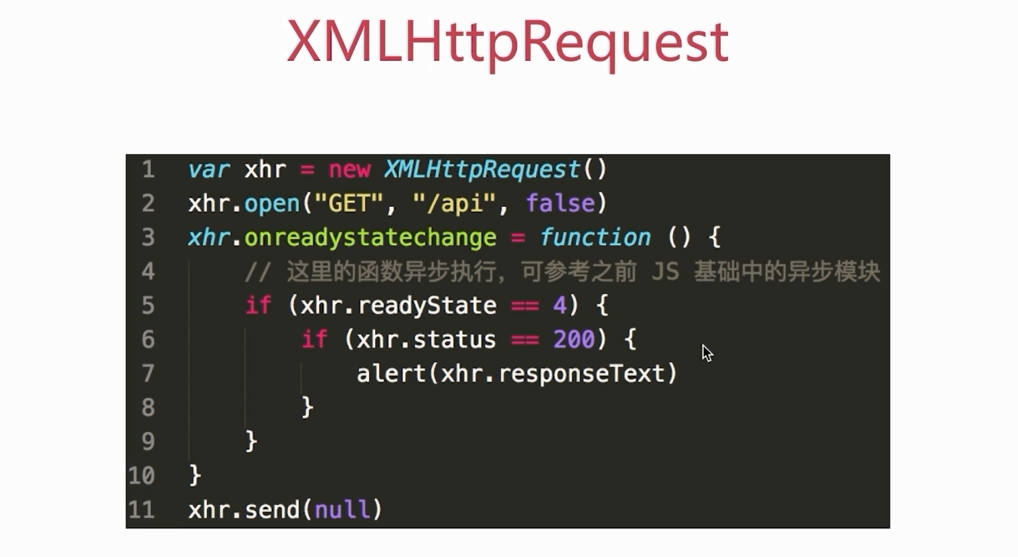 XMLHttpRequest
1 var xhr = new XMLHttpRequest()
2 xhr.open("GET", "/api", false)
3 xhr.onreadystatechange = function () {
4     // 这里的函数异步执行，可参考之前 JS 基础中的异步模块
5     if (xhr.readyState == 4) {
6         if (xhr.status == 200) {
7             alert(xhr.responseText)
8         }
9     }
10 }
11 xhr.send(null)